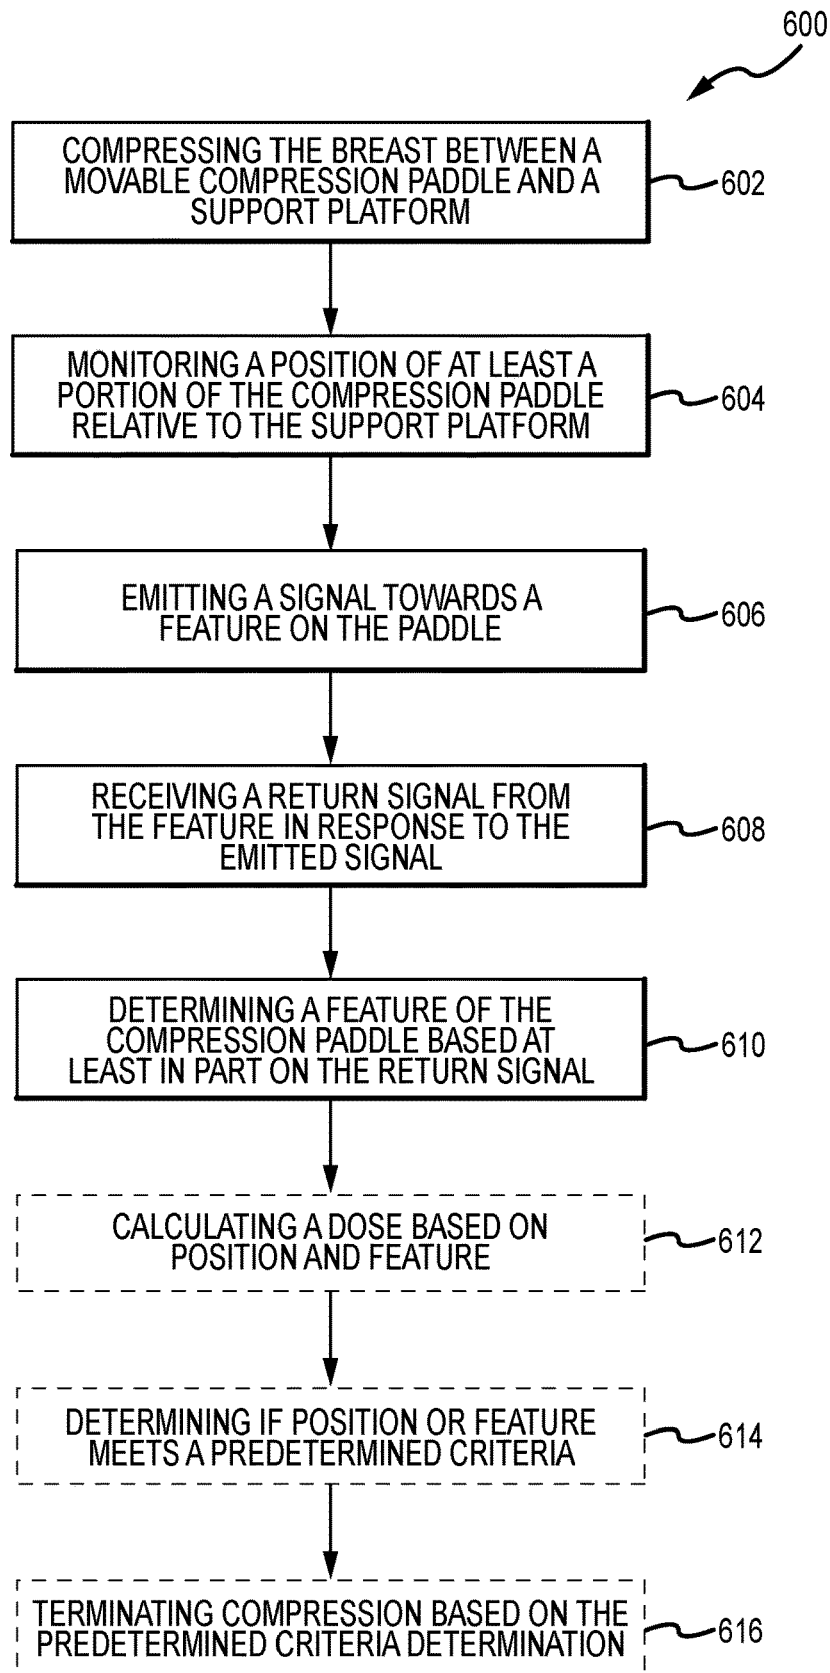 600
COMPRESSING THE BREAST BETWEEN A
MOVABLE COMPRESSION PADDLE AND A
SUPPORT PLATFORM
602
MONITORING A POSITION OF AT LEAST A
PORTION OF THE COMPRESSION PADDLE
RELATIVE TO THE SUPPORT PLATFORM
604
EMITTING A SIGNAL TOWARDS A
FEATURE ON THE PADDLE
606
RECEIVING A RETURN SIGNAL FROM
THE FEATURE IN RESPONSE TO THE
EMITTED SIGNAL
608
DETERMINING A FEATURE OF THE
COMPRESSION PADDLE BASED AT
LEAST IN PART ON THE RETURN SIGNAL
610
CALCULATING A DOSE BASED ON
POSITION AND FEATURE
612
DETERMINING IF POSITION OR FEATURE
MEETS A PREDETERMINED CRITERIA
614
TERMINATING COMPRESSION BASED ON THE
PREDETERMINED CRITERIA DETERMINATION
616